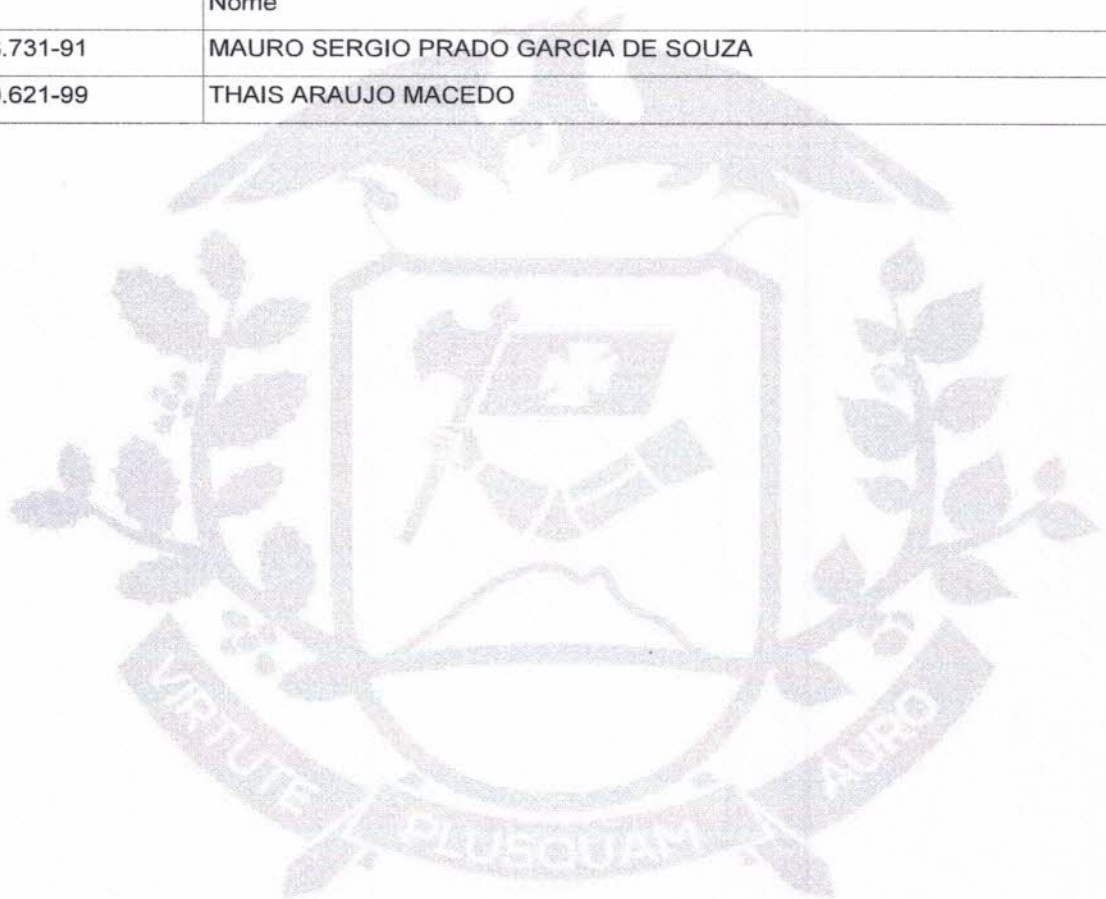 Nome
.731-91 MAURO SERGIO PRADO GARCIA DE SOUZA
.621-99 THAIS ARAUJO MACEDO
VIRTUTE PLUSQUAM AURO